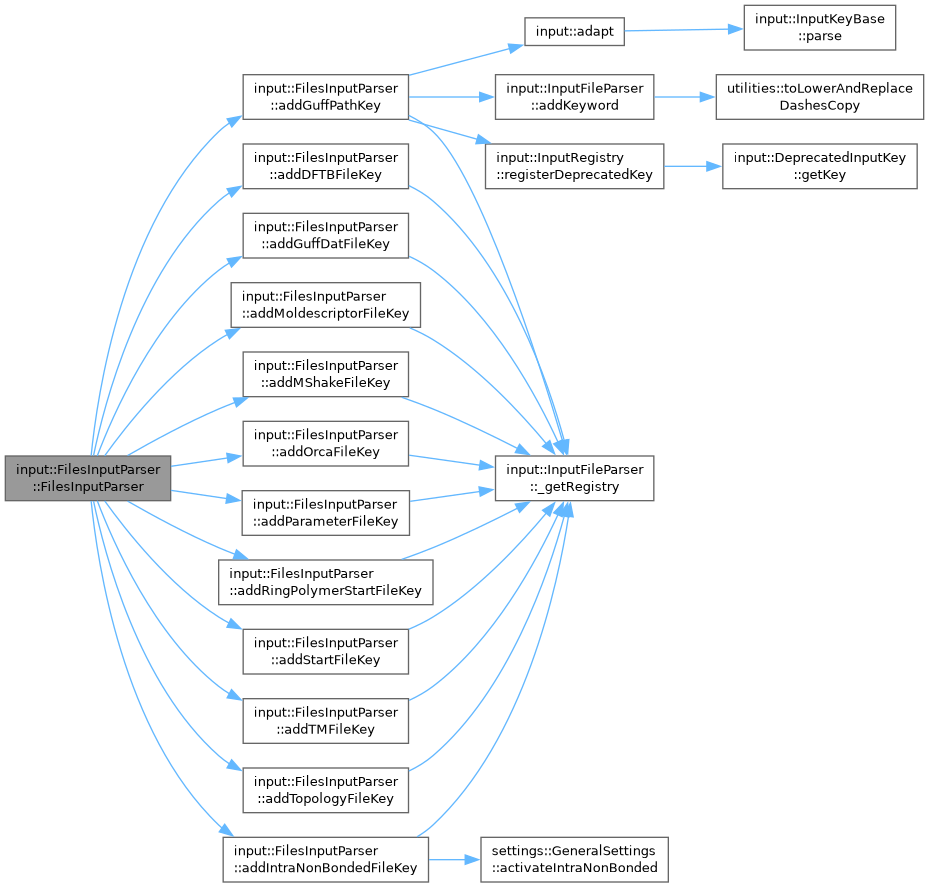 input::adapt
input::InputKeyBase
::parse
input::FilesInputParser
::addGuffPathKey
input::InputFileParser
::addKeyword
utilities::toLowerAndReplace
DashesCopy
input::InputRegistry
::registerDeprecatedKey
input::DeprecatedInputKey
::getKey
input::FilesInputParser
::addDFTBFileKey
input::FilesInputParser
::addGuffDatFileKey
input::FilesInputParser
::addMoldescriptorFileKey
input::FilesInputParser
::addMShakeFileKey
input::FilesInputParser
::addOrcaFileKey
input::FilesInputParser
::FilesInputParser
input::InputFileParser
::_getRegistry
input::FilesInputParser
::addParameterFileKey
input::FilesInputParser
::addRingPolymerStartFileKey
input::FilesInputParser
::addStartFileKey
input::FilesInputParser
::addTMFileKey
input::FilesInputParser
::addTopologyFileKey
input::FilesInputParser
::addIntraNonBondedFileKey
settings::GeneralSettings
::activateIntraNonBonded